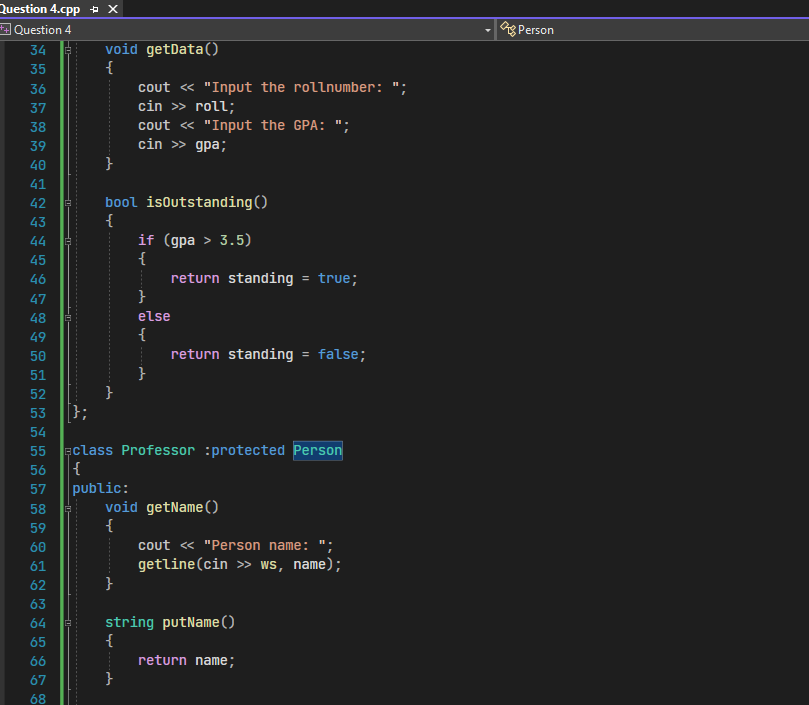 Question 4.cpp
Question 4
Person
34 void getData()
35 {
36 cout << "Input the rollnumber: ";
37 cin >> roll;
38 cout << "Input the GPA: ";
39 cin >> gpa;
40 }
41
42 bool isOutstanding()
43 {
44 if (gpa > 3.5)
45 {
46 return standing = true;
47 }
48 else
49 {
50 return standing = false;
51 }
52 }
53 };
54
55 class Professor :protected Person
56 {
57 public:
58 void getName()
59 {
60 cout << "Person name: ";
61 getline(cin >> ws, name);
62 }
63
64 string putName()
65 {
66 return name;
67 }
68